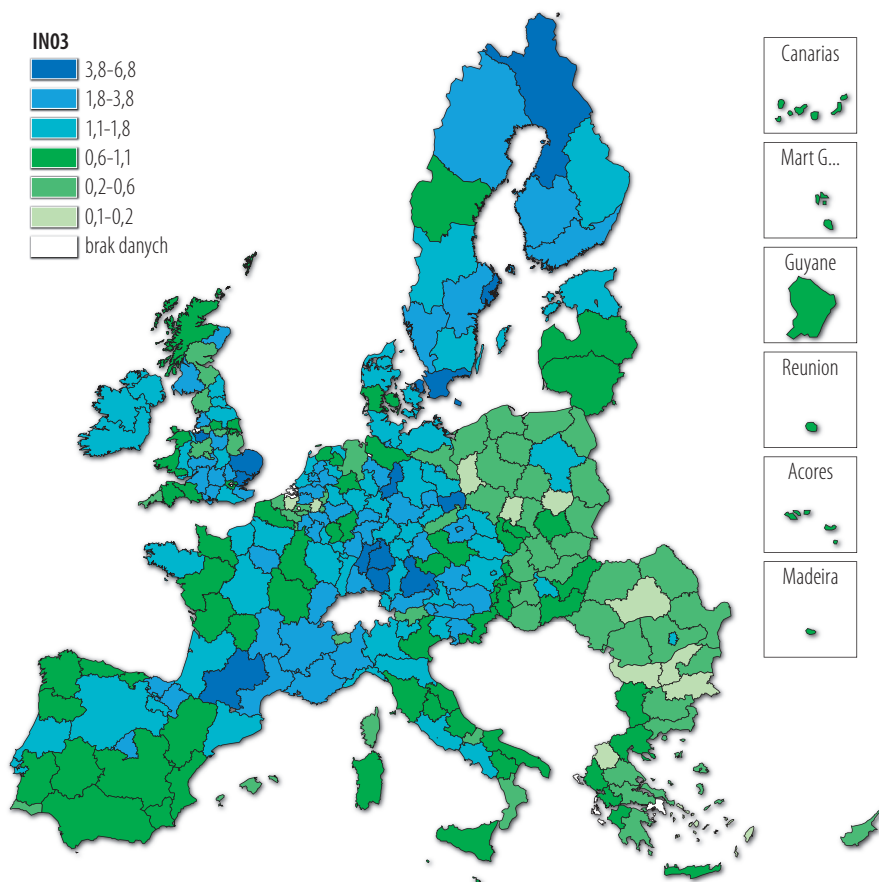 IN03
3,8–6,8
1,8–3,8
1,1–1,8
0,6–1,1
0,2–0,6
0,1–0,2
brak danych
Canarias
Mart G...
Guyane
Reunion
Acores
Madeira